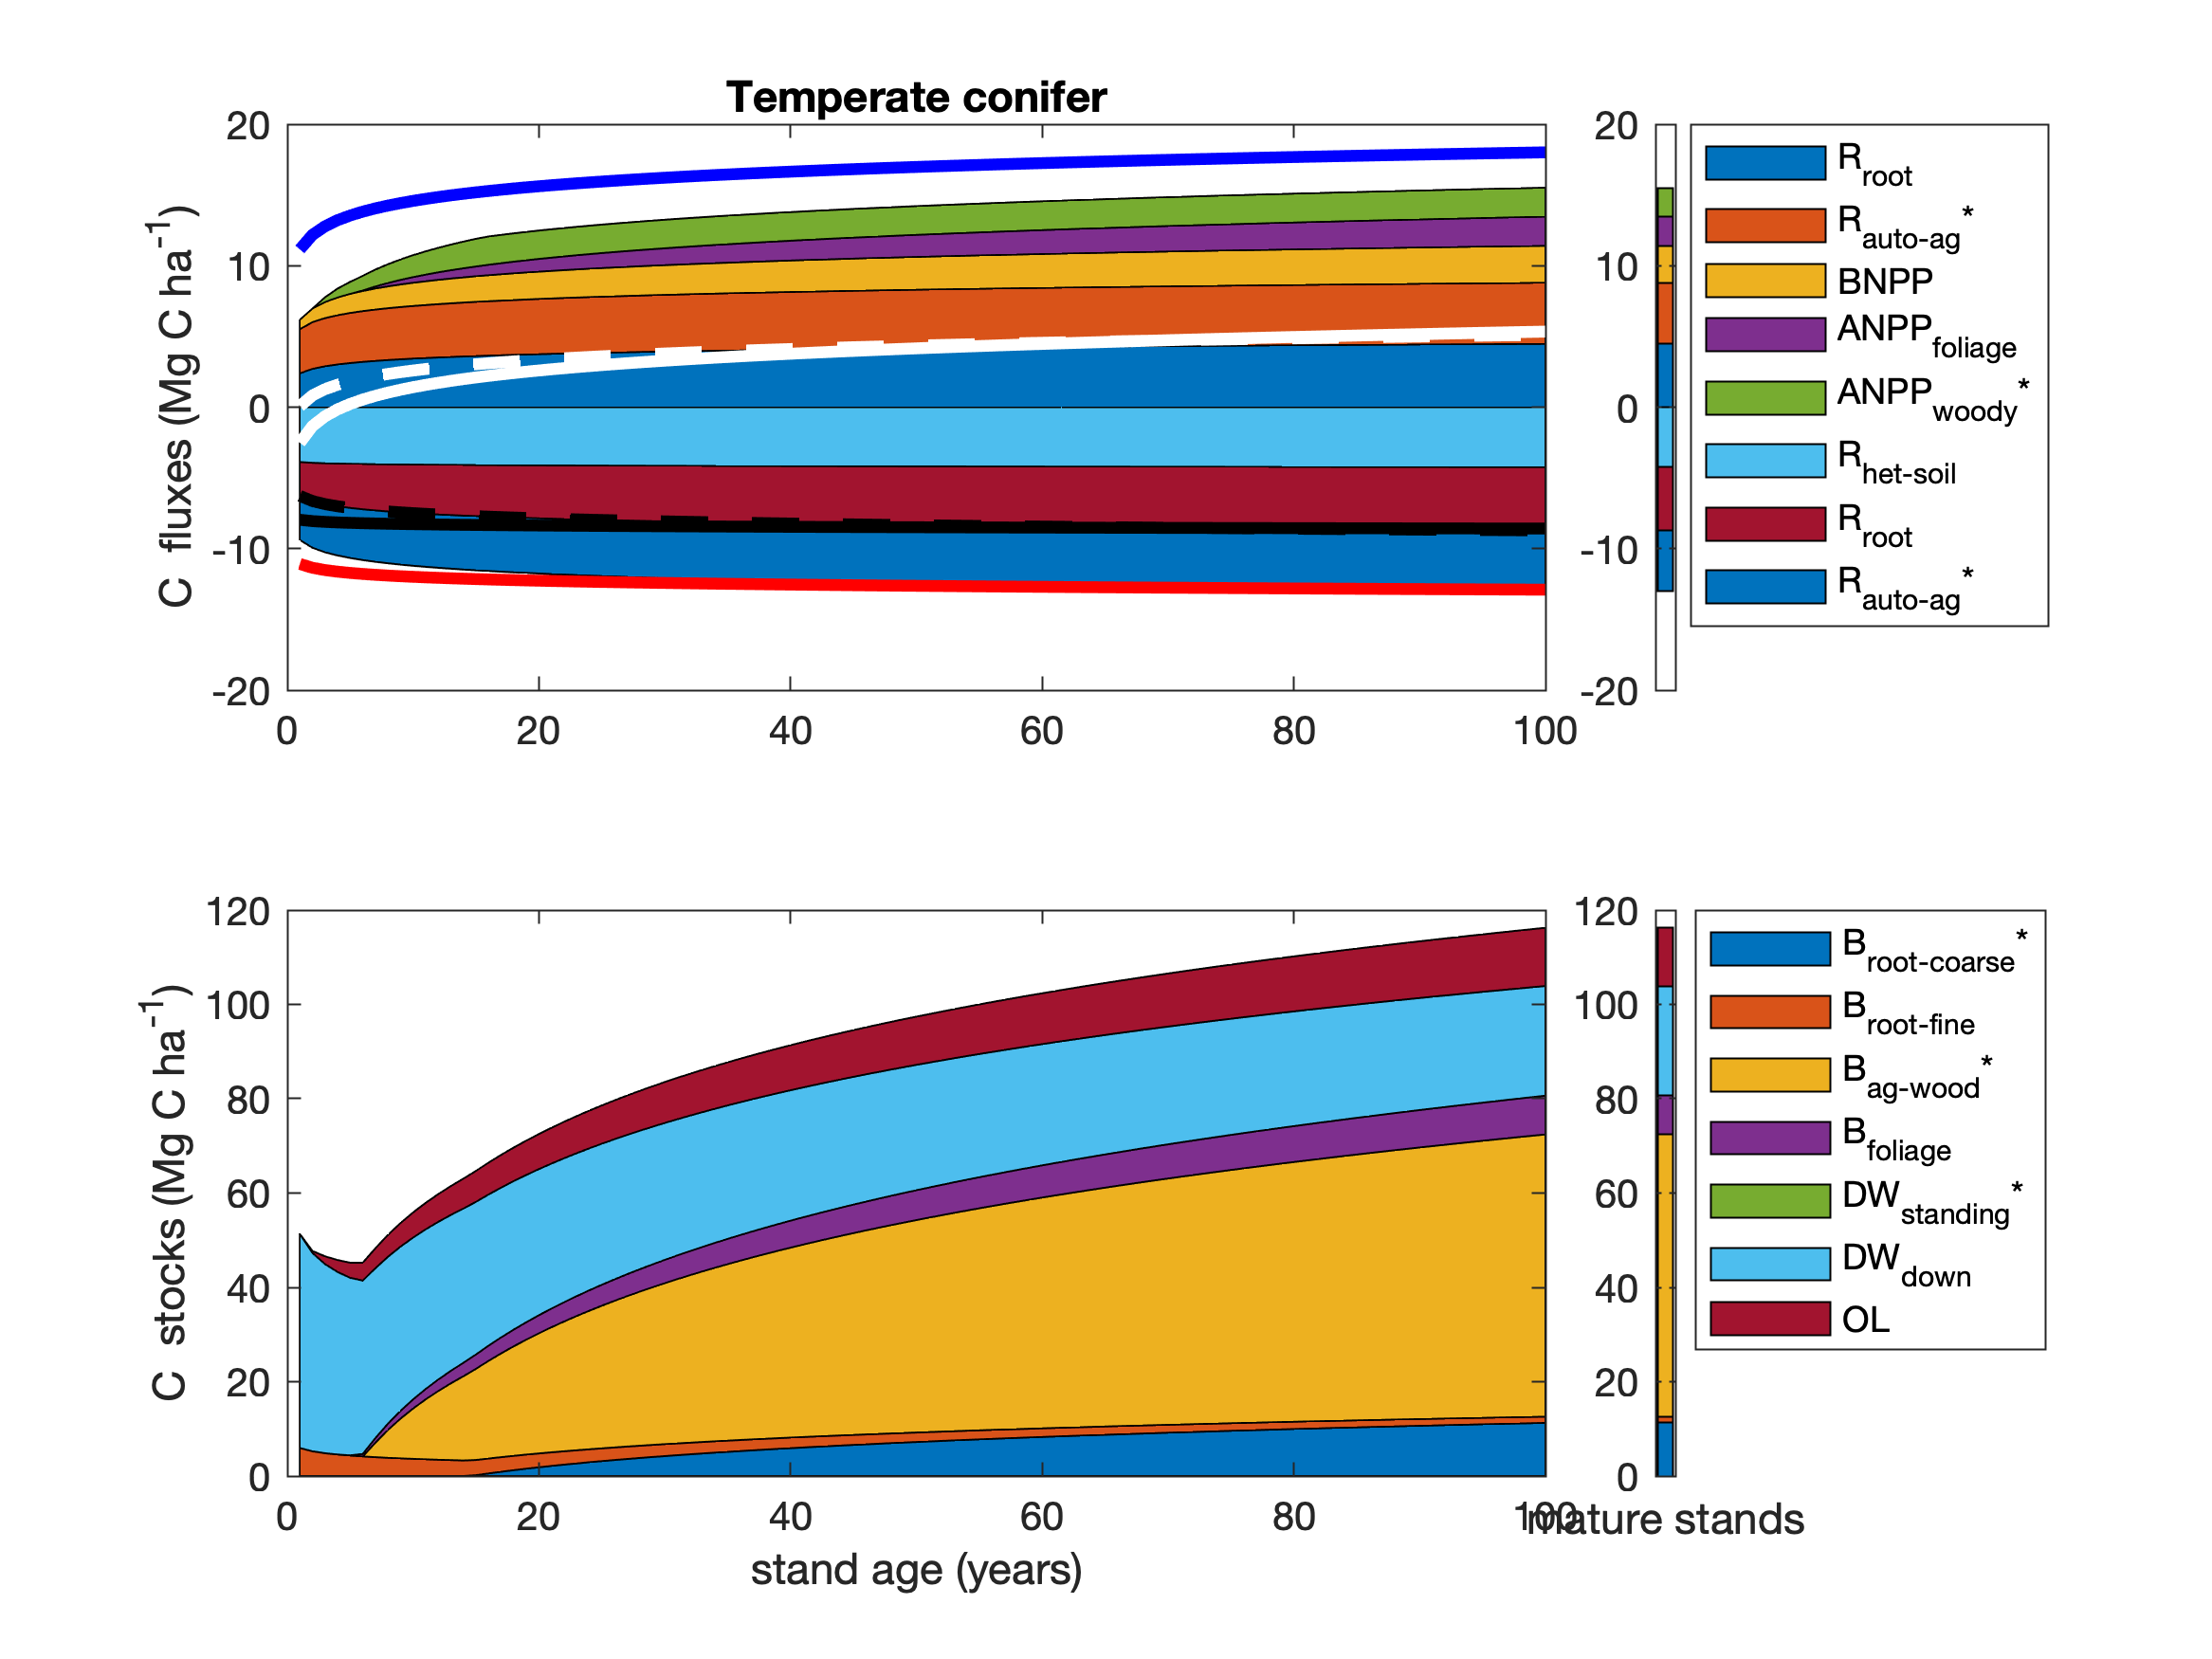 Temperate conifer
C fluxes (Mg C ha-1)
20
10
0
-10
-20
0 20 40 60 80 100
20
10
0
-10
-20
Rroot
Rauto-ag*
BNPP
ANPPfoliage
ANPPwoody*
Rhet-soil
Rroot
Rauto-ag*
C stocks (Mg C ha-1)
120
100
80
60
40
20
0
0 20 40 60 80 100
stand age (years)
120
100
80
60
40
20
0
mature stands
Broot-coarse*
Broot-fine
Bag-wood*
Bfoliage
DWstanding*
DWdown
OL